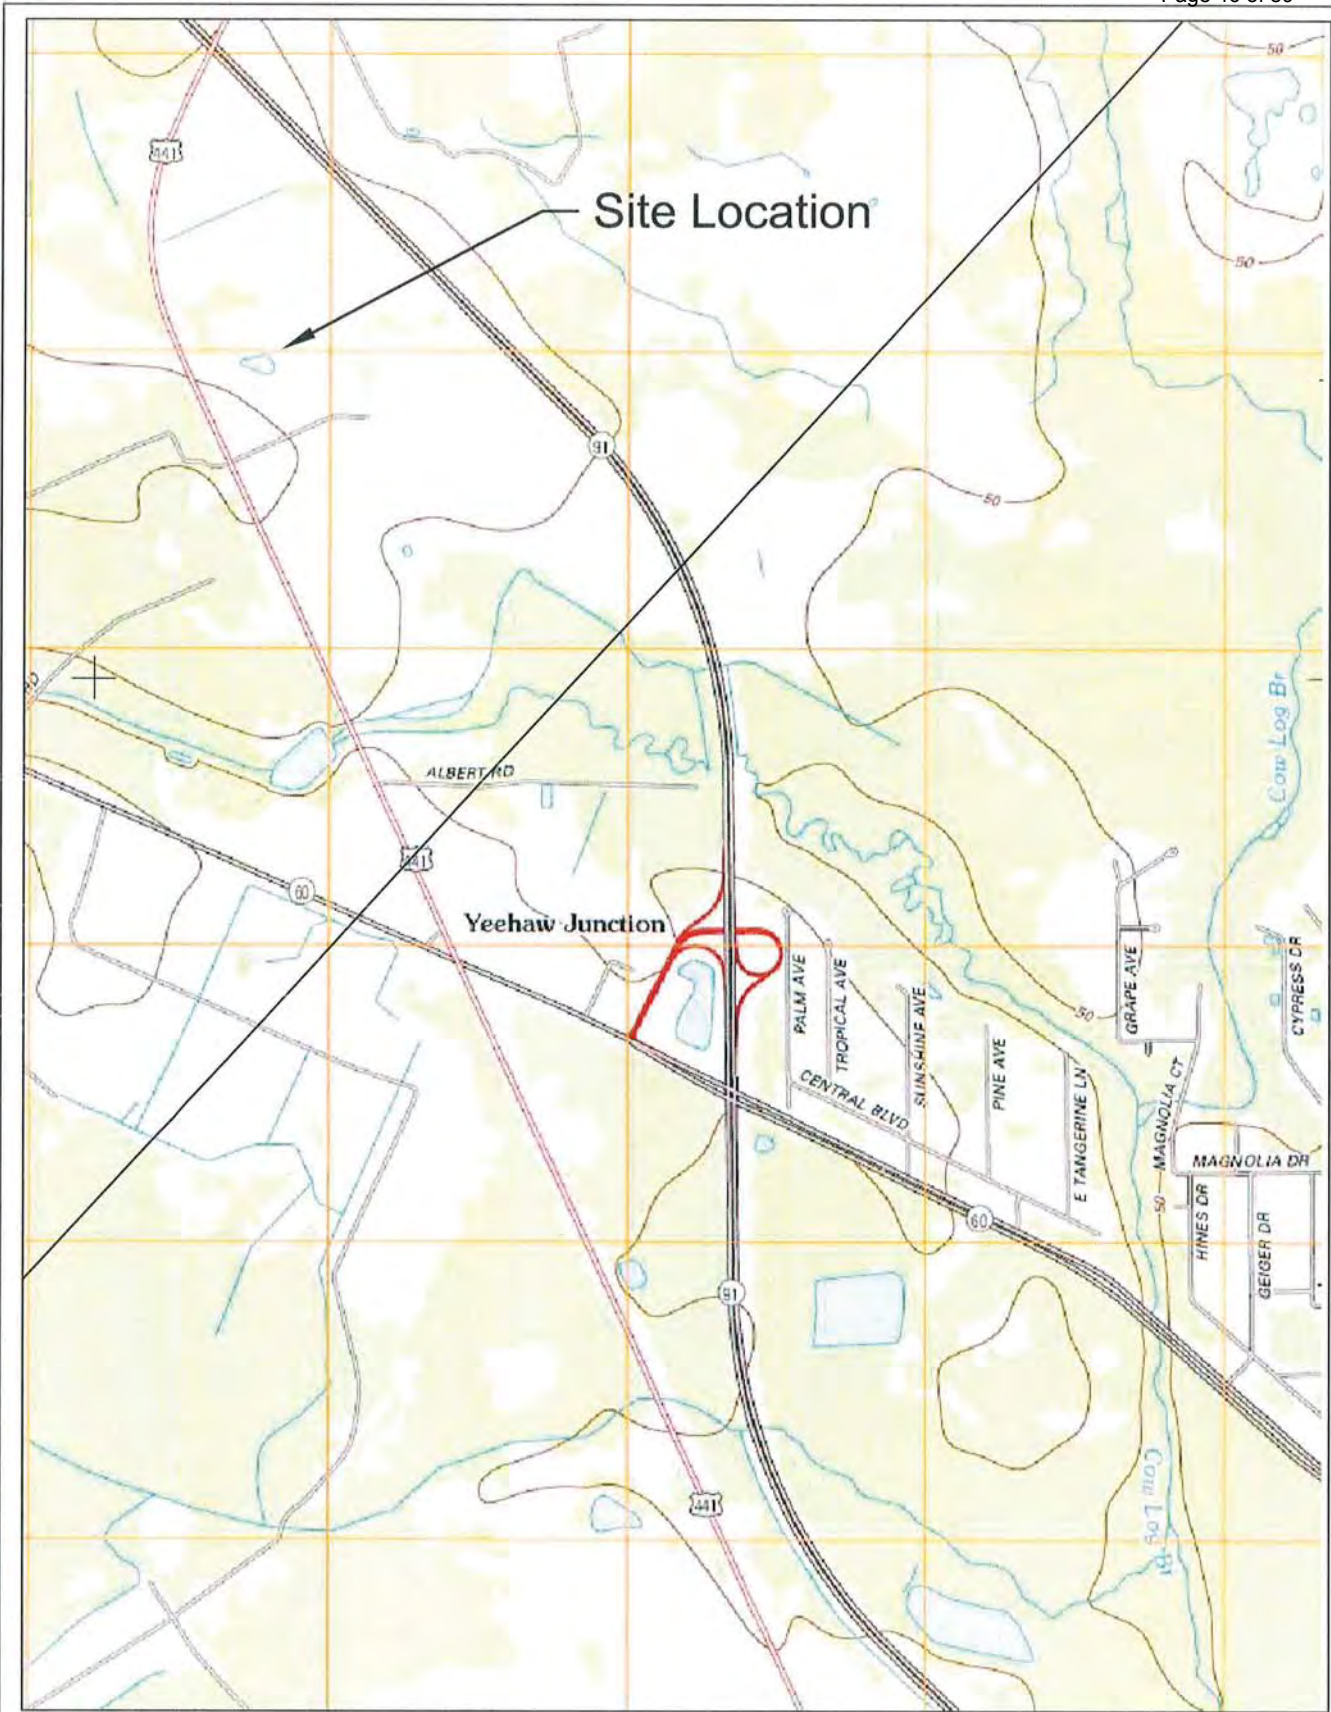 50
441
Site Location
50
91
50
Cow Log Br
ALBERT RD
441
60
Yeehaw Junction
PALM AVE
TROPICAL AVE
SUNSHINE AVE
PINE AVE
E TANGERINE LN
CENTRAL BLVD
50
GRAPE AVE
CYPRESS DR
MAGNOLIA CT
MAGNOLIA DR
50
HINES DR
GEIGER DR
60
91
441
Cow Log Br